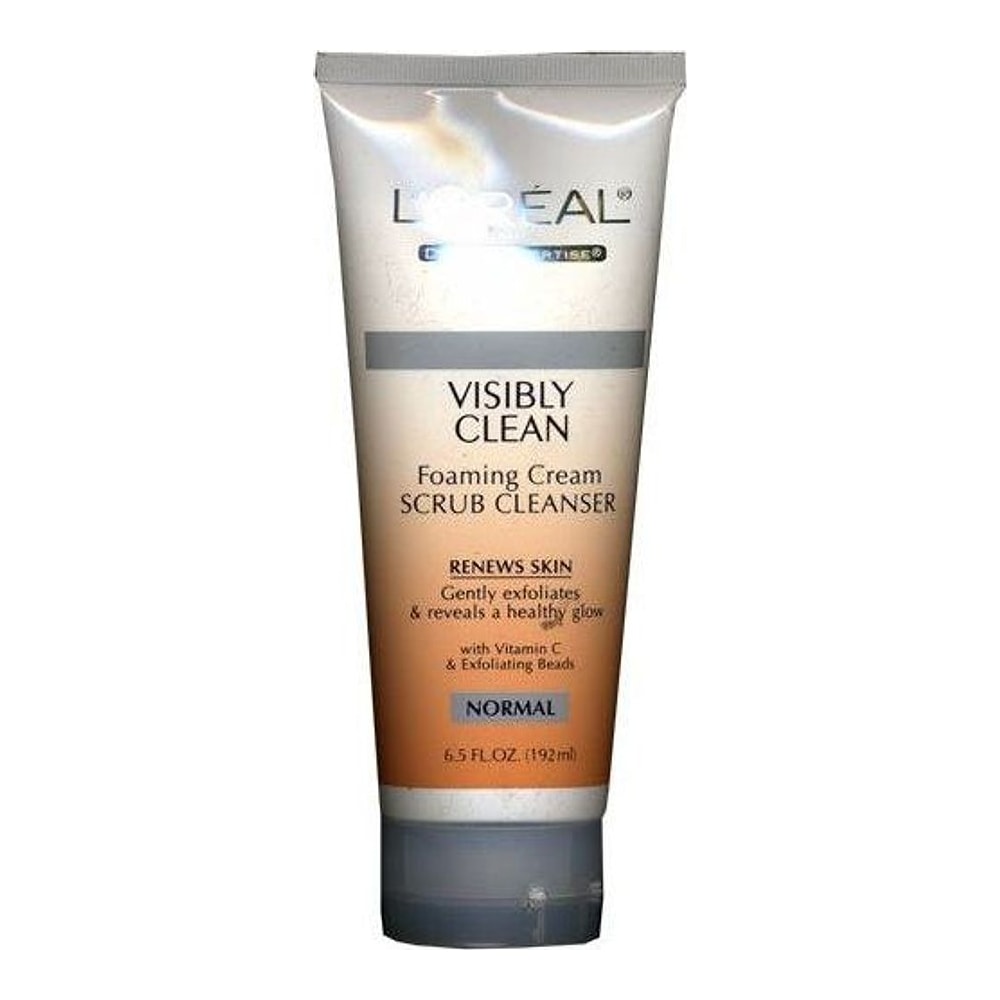 L'ORÉAL®
VISIBLY
CLEAN
Foaming Cream
SCRUB CLEANSER
RENEWS SKIN
Gently exfoliates
& reveals a healthy glow
with Vitamin C
& Exfoliating Beads
NORMAL
6.5 FL.OZ. (192ml)